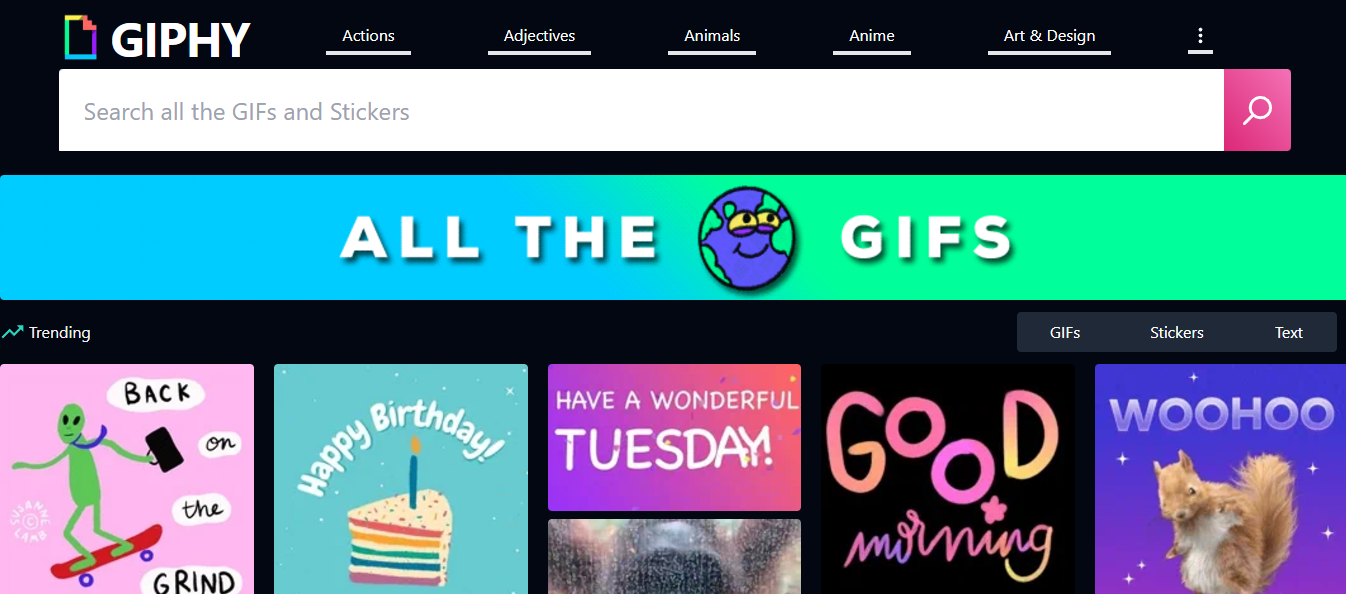 GIPHY
Actions
Adjectives
Animals
Anime
Art & Design
Search all the GIFs and Stickers
ALL THE GIFS
Trending
GIFs
Stickers
Text
BACK
on
the
GRIND
SUSANNE
LAMB
©
Happy Birthday!
HAVE A WONDERFUL
TUESDAY!
GOOD
morning
WOOHOO